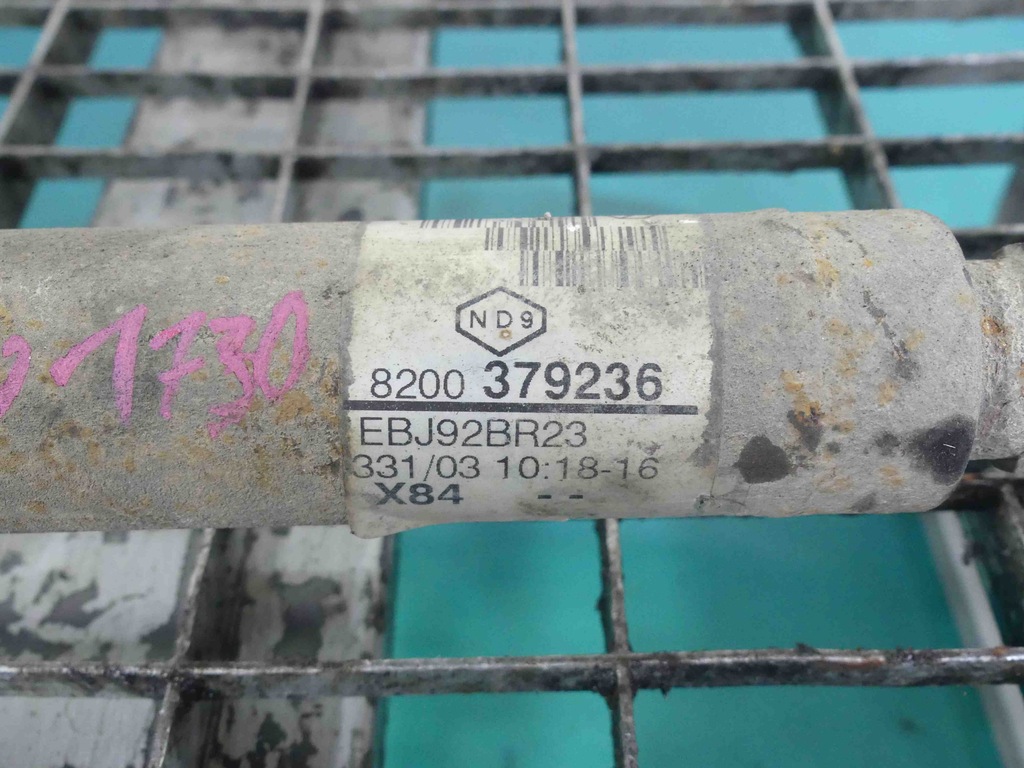 ND9
8200 379236
EBJ92BR23
331/03 10:18-16
X84 --
-1730